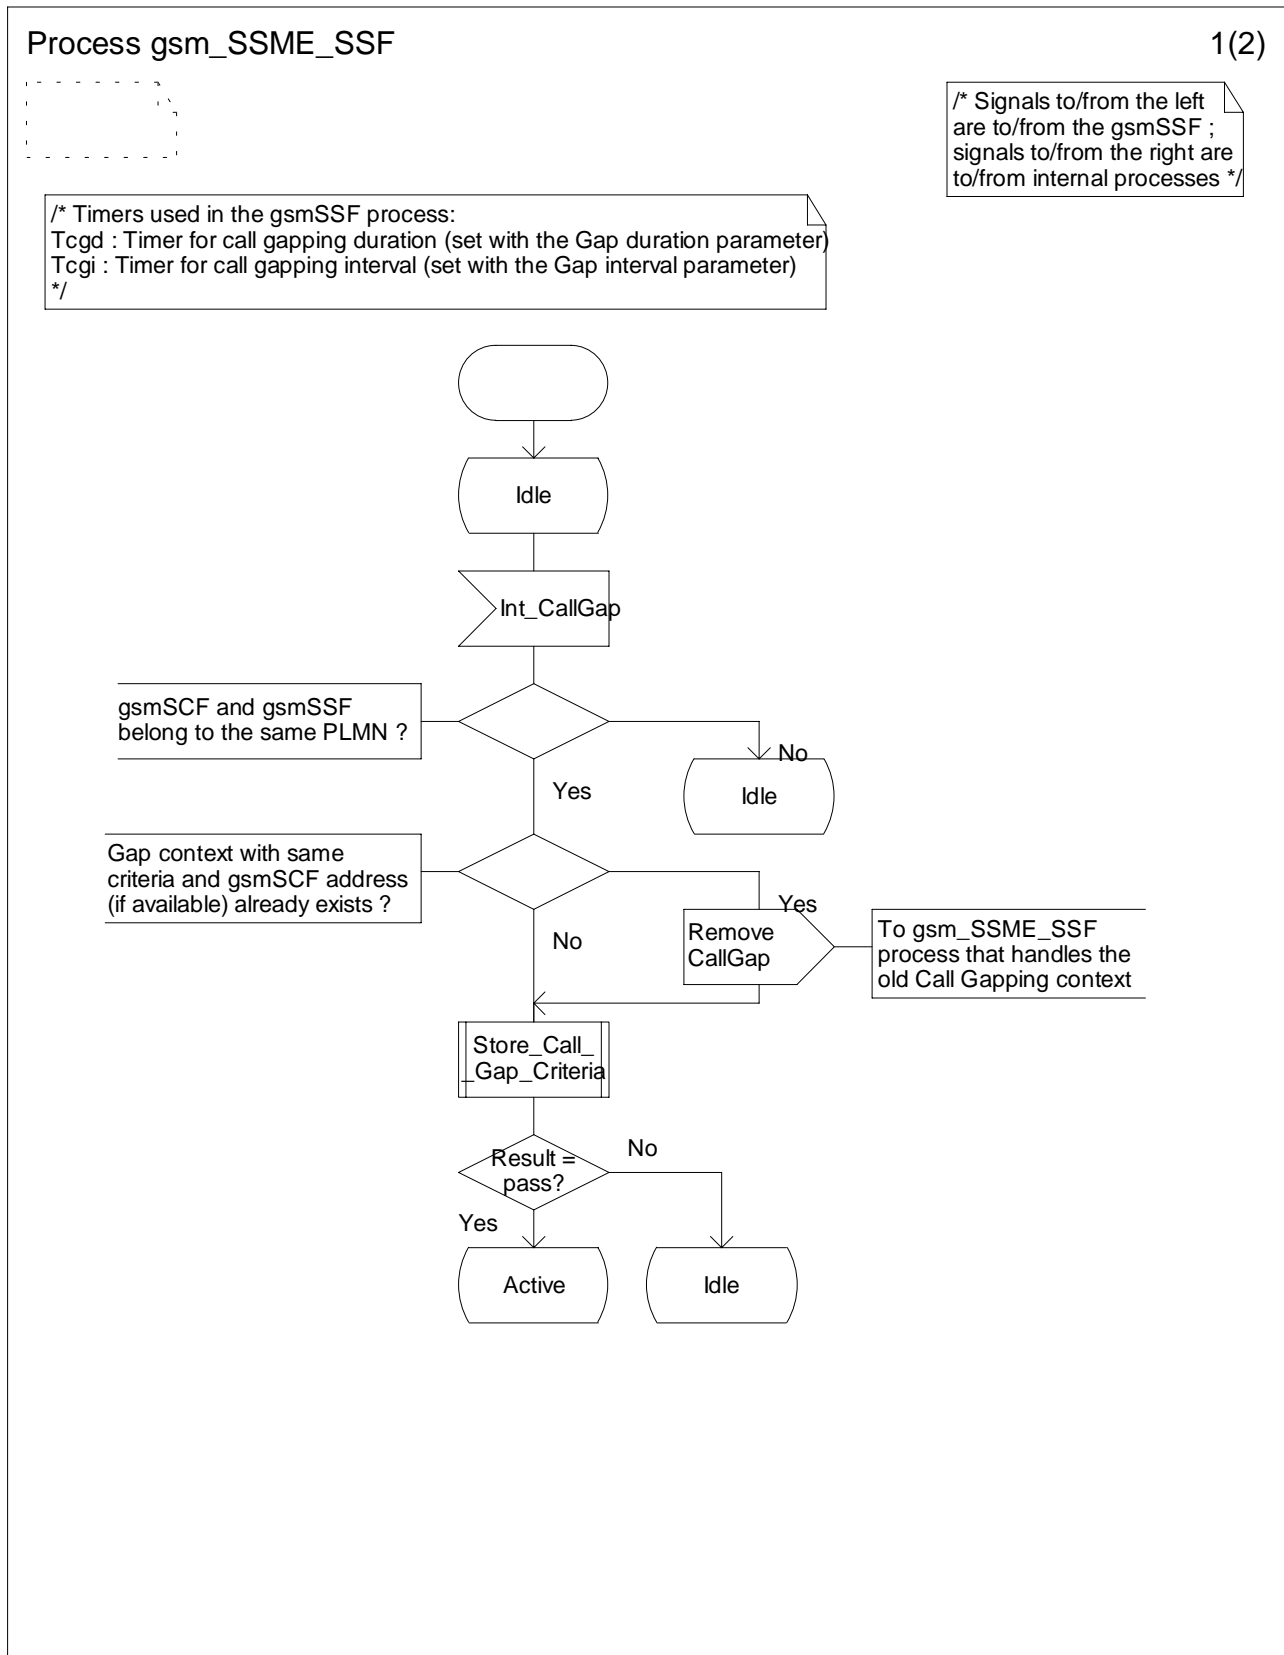 Process gsm_SSME_SSF
1(2)
/* Signals to/from the left
are to/from the gsmSSF ;
signals to/from the right are
to/from internal processes */
/* Timers used in the gsmSSF process:
Tcgd : Timer for call gapping duration (set with the Gap duration parameter)
Tcgi : Timer for call gapping interval (set with the Gap interval parameter)
*/
Idle
Int_CallGap
gsmSCF and gsmSSF
belong to the same PLMN ?
No
Yes
Idle
Gap context with same
criteria and gsmSCF address
(if available) already exists ?
Yes
No
Remove
CallGap
To gsm_SSME_SSF
process that handles the
old Call Gapping context
Store_Call_
_Gap_Criteria
Result =
pass?
No
Yes
Active
Idle